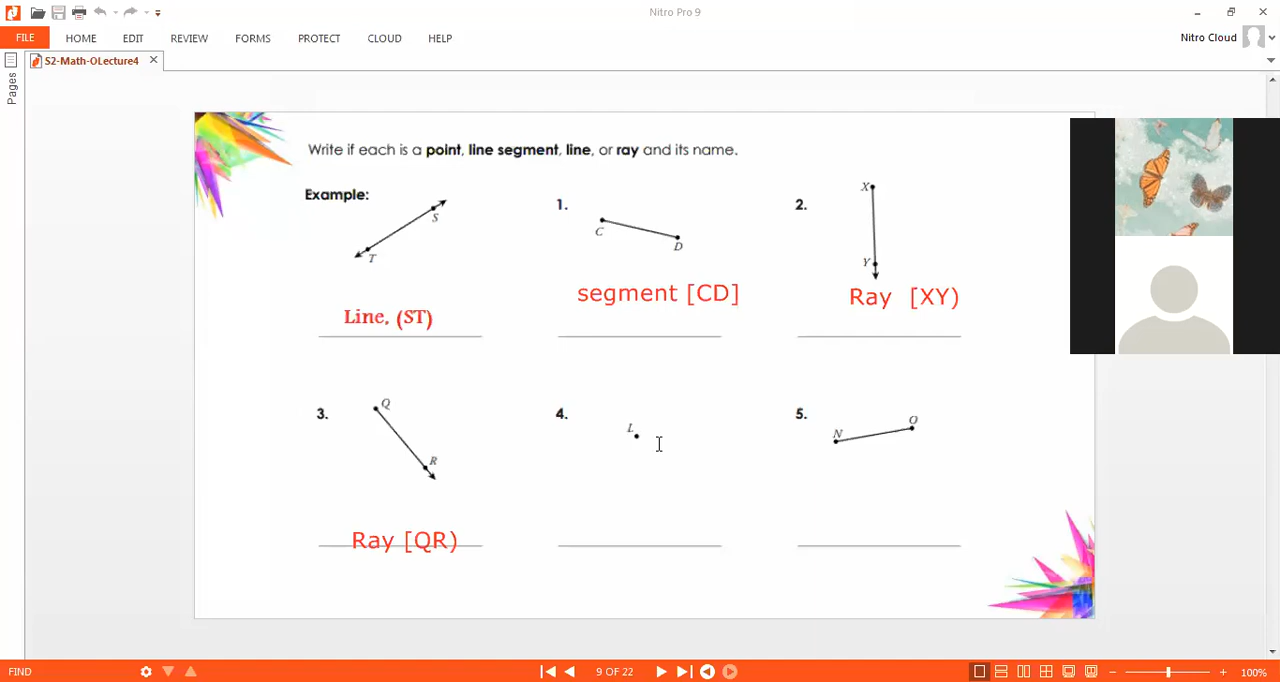 Nitro Pro 9
FILE HOME EDIT REVIEW FORMS PROTECT CLOUD HELP
Nitro Cloud
S2-Math-OLecture4
Pages
Write if each is a point, line segment, line, or ray and its name.
Example:
S
T
Line, (ST)
1.
C
D
segment [CD]
2.
X
Y
Ray [XY)
3.
Q
R
Ray [QR)
4.
L
5.
N
O
FIND
9 OF 22
100%